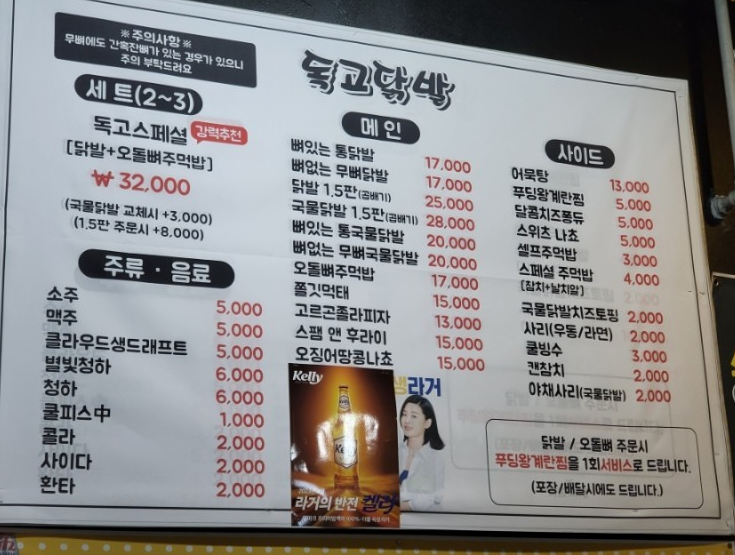 ※주의사항※
무뼈에도 간혹잔뼈가 있는 경우가 있으니
주의 부탁드려요
독고닭발
세트(2~3)
독고스페셜 강력추천
[닭발+오돌뼈주먹밥]
₩ 32,000
(국물닭발 교체시 +3,000)
(1.5판 주문시 +8,000)
주류 · 음료
소주 5,000
맥주 5,000
클라우드생드래프트 5,000
별빛청하 6,000
청하 6,000
쿨피스中 1,000
콜라 2,000
사이다 2,000
환타 2,000
메인
뼈있는 통닭발 17,000
뼈없는 무뼈닭발 17,000
닭발 1.5판(곱빼기) 25,000
국물닭발 1.5판(곱빼기) 28,000
뼈있는 통국물닭발 20,000
뼈없는 무뼈국물닭발 20,000
오돌뼈주먹밥 17,000
쫄깃먹태 15,000
고르곤졸라피자 13,000
스팸 앤 후라이 15,000
오징어땅콩나쵸 15,000
Kelly
생라거
Kelly
라거의 반전 켈리
사이드
어묵탕 13,000
푸딩왕계란찜 5,000
달콤치즈퐁듀 5,000
스위츠 나쵸 5,000
셀프주먹밥 3,000
스페셜 주먹밥 4,000
[참치+날치알]
국물닭발치즈토핑 2,000
사리(우동/라면) 2,000
쿨빙수 3,000
캔참치 2,000
야채사리(국물닭발) 2,000
닭발 / 오돌뼈 주문시
푸딩왕계란찜을 1회서비스로 드립니다.
(포장/배달시에도 드립니다.)